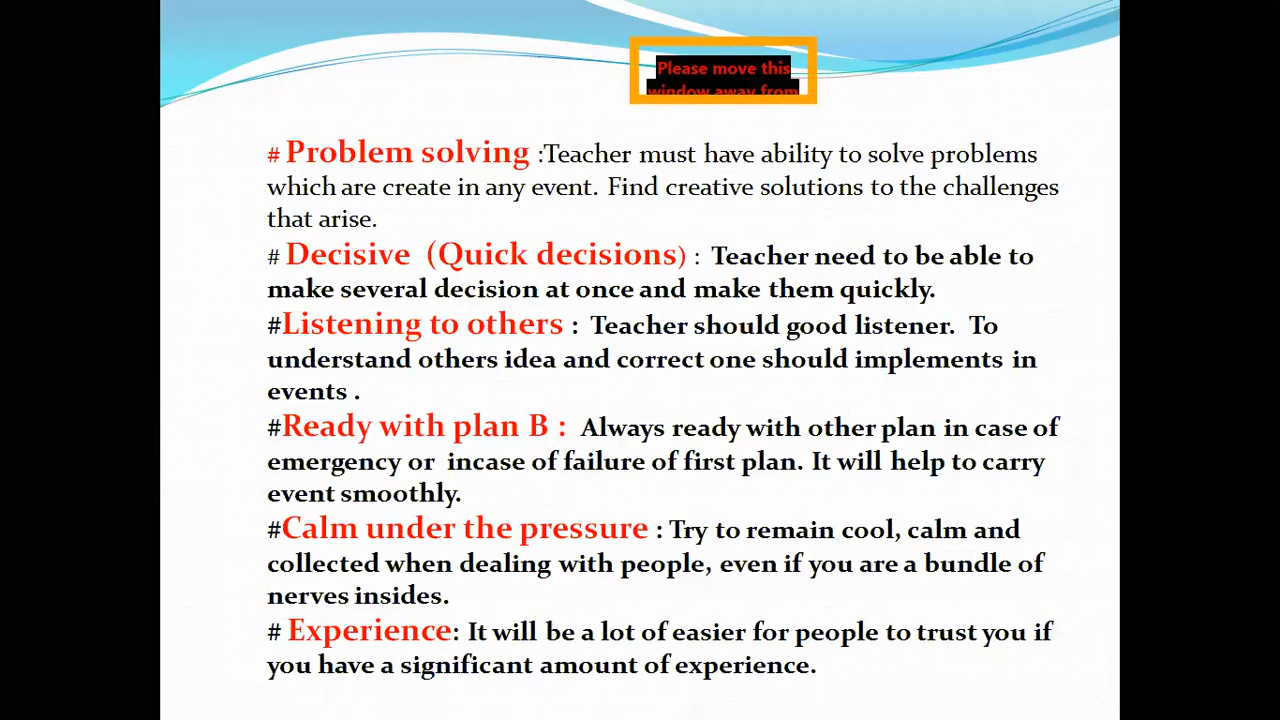 Please move this
window away from
# Problem solving :Teacher must have ability to solve problems
which are create in any event. Find creative solutions to the challenges
that arise.
# Decisive (Quick decisions) : Teacher need to be able to
make several decision at once and make them quickly.
#Listening to others : Teacher should good listener. To
understand others idea and correct one should implements in
events .
#Ready with plan B : Always ready with other plan in case of
emergency or incase of failure of first plan. It will help to carry
event smoothly.
#Calm under the pressure : Try to remain cool, calm and
collected when dealing with people, even if you are a bundle of
nerves insides.
# Experience: It will be a lot of easier for people to trust you if
you have a significant amount of experience.